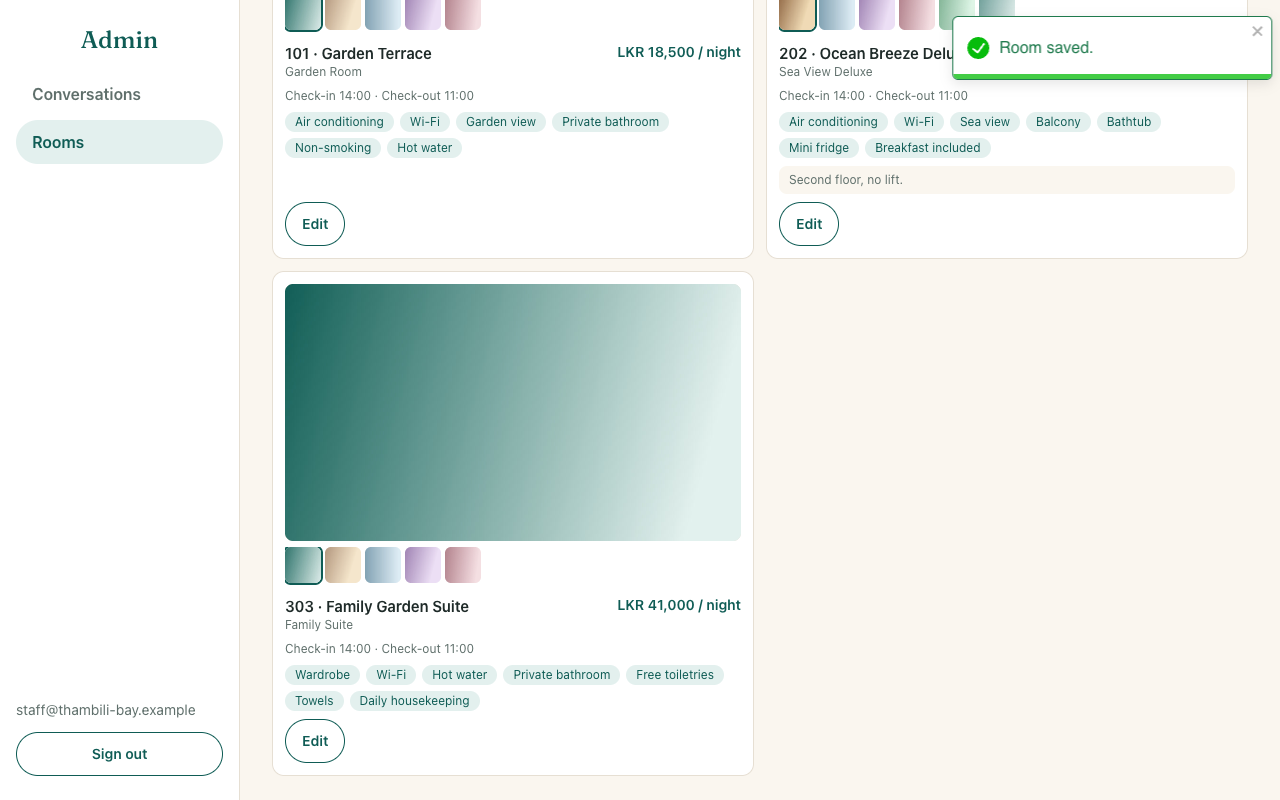 Admin
Conversations
Rooms
staff@thambili-bay.example
Sign out
101 · Garden Terrace
LKR 18,500 / night
Garden Room
Check-in 14:00 · Check-out 11:00
Air conditioning
Wi-Fi
Garden view
Private bathroom
Non-smoking
Hot water
Edit
202 · Ocean Breeze
Sea View Deluxe
Check-in 14:00 · Check-out 11:00
Air conditioning
Wi-Fi
Sea view
Balcony
Bathtub
Mini fridge
Breakfast included
Second floor, no lift.
Edit
Room saved.
303 · Family Garden Suite
LKR 41,000 / night
Family Suite
Check-in 14:00 · Check-out 11:00
Wardrobe
Wi-Fi
Hot water
Private bathroom
Free toiletries
Towels
Daily housekeeping
Edit